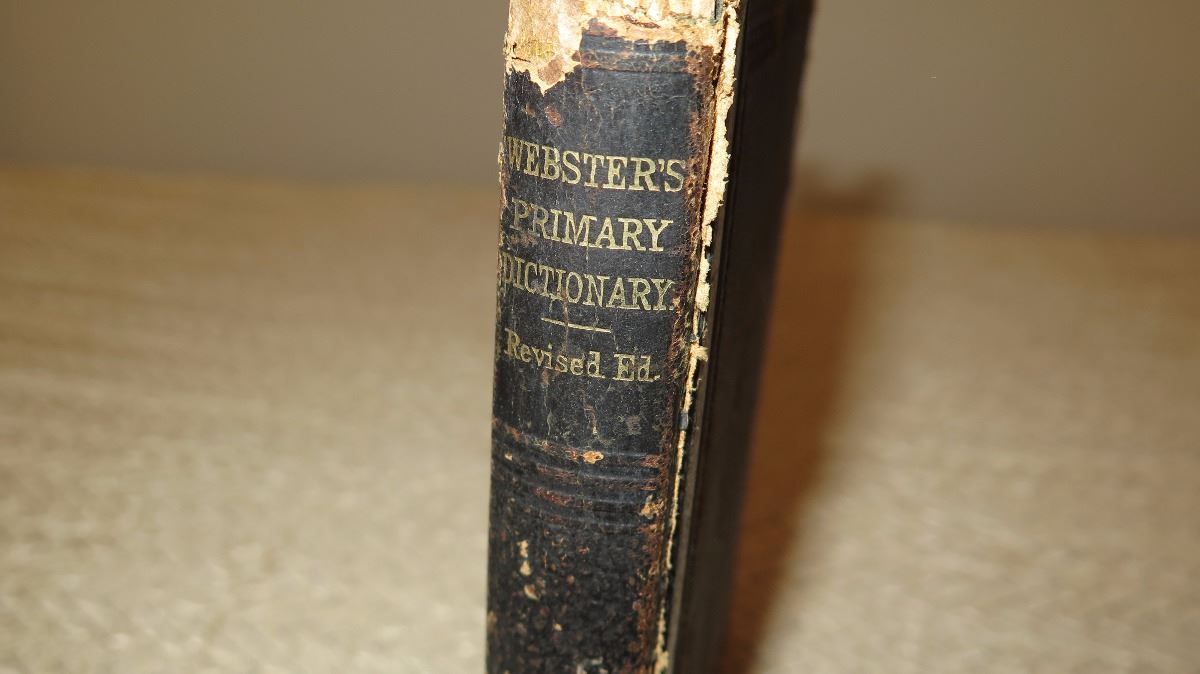 WEBSTER'S
PRIMARY
DICTIONARY.
Revised Ed.